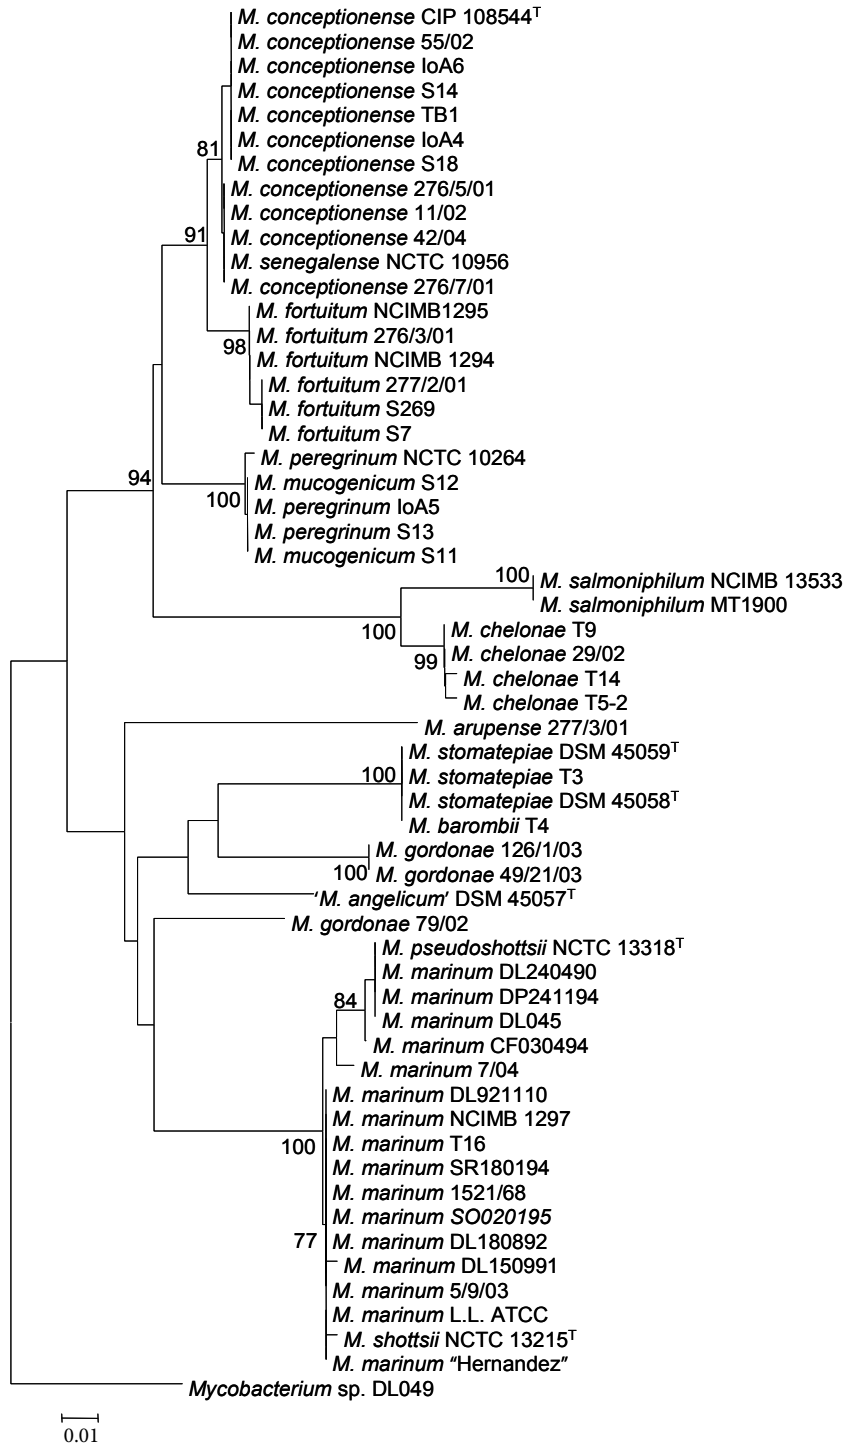 M. conceptionense CIP 108544T
M. conceptionense 55/02
M. conceptionense IoA6
M. conceptionense S14
M. conceptionense TB1
M. conceptionense IoA4
81
M. conceptionense S18
M. conceptionense 276/5/01
M. conceptionense 11/02
91
M. conceptionense 42/04
M. senegalense NCTC 10956
M. conceptionense 276/7/01
M. fortuitum NCIMB1295
M. fortuitum 276/3/01
98
M. fortuitum NCIMB 1294
M. fortuitum 277/2/01
M. fortuitum S269
M. fortuitum S7
M. peregrinum NCTC 10264
94
M. mucogenicum S12
100
M. peregrinum IoA5
M. peregrinum S13
M. mucogenicum S11
100
M. salmoniphilum NCIMB 13533
M. salmoniphilum MT1900
100
M. chelonae T9
M. chelonae 29/02
99
M. chelonae T14
M. chelonae T5-2
M. arupense 277/3/01
M. stomatepiae DSM 45059T
100
M. stomatepiae T3
M. stomatepiae DSM 45058T
M. barombii T4
M. gordonae 126/1/03
100
M. gordonae 49/21/03
'M. angelicum' DSM 45057T
M. gordonae 79/02
M. pseudoshottsii NCTC 13318T
M. marinum DL240490
84
M. marinum DP241194
M. marinum DL045
M. marinum CF030494
M. marinum 7/04
M. marinum DL921110
M. marinum NCIMB 1297
100
M. marinum T16
M. marinum SR180194
M. marinum 1521/68
M. marinum SO020195
77
M. marinum DL180892
M. marinum DL150991
M. marinum 5/9/03
M. marinum L.L. ATCC
M. shottsii NCTC 13215T
M. marinum “Hernandez”
Mycobacterium sp. DL049
0.01